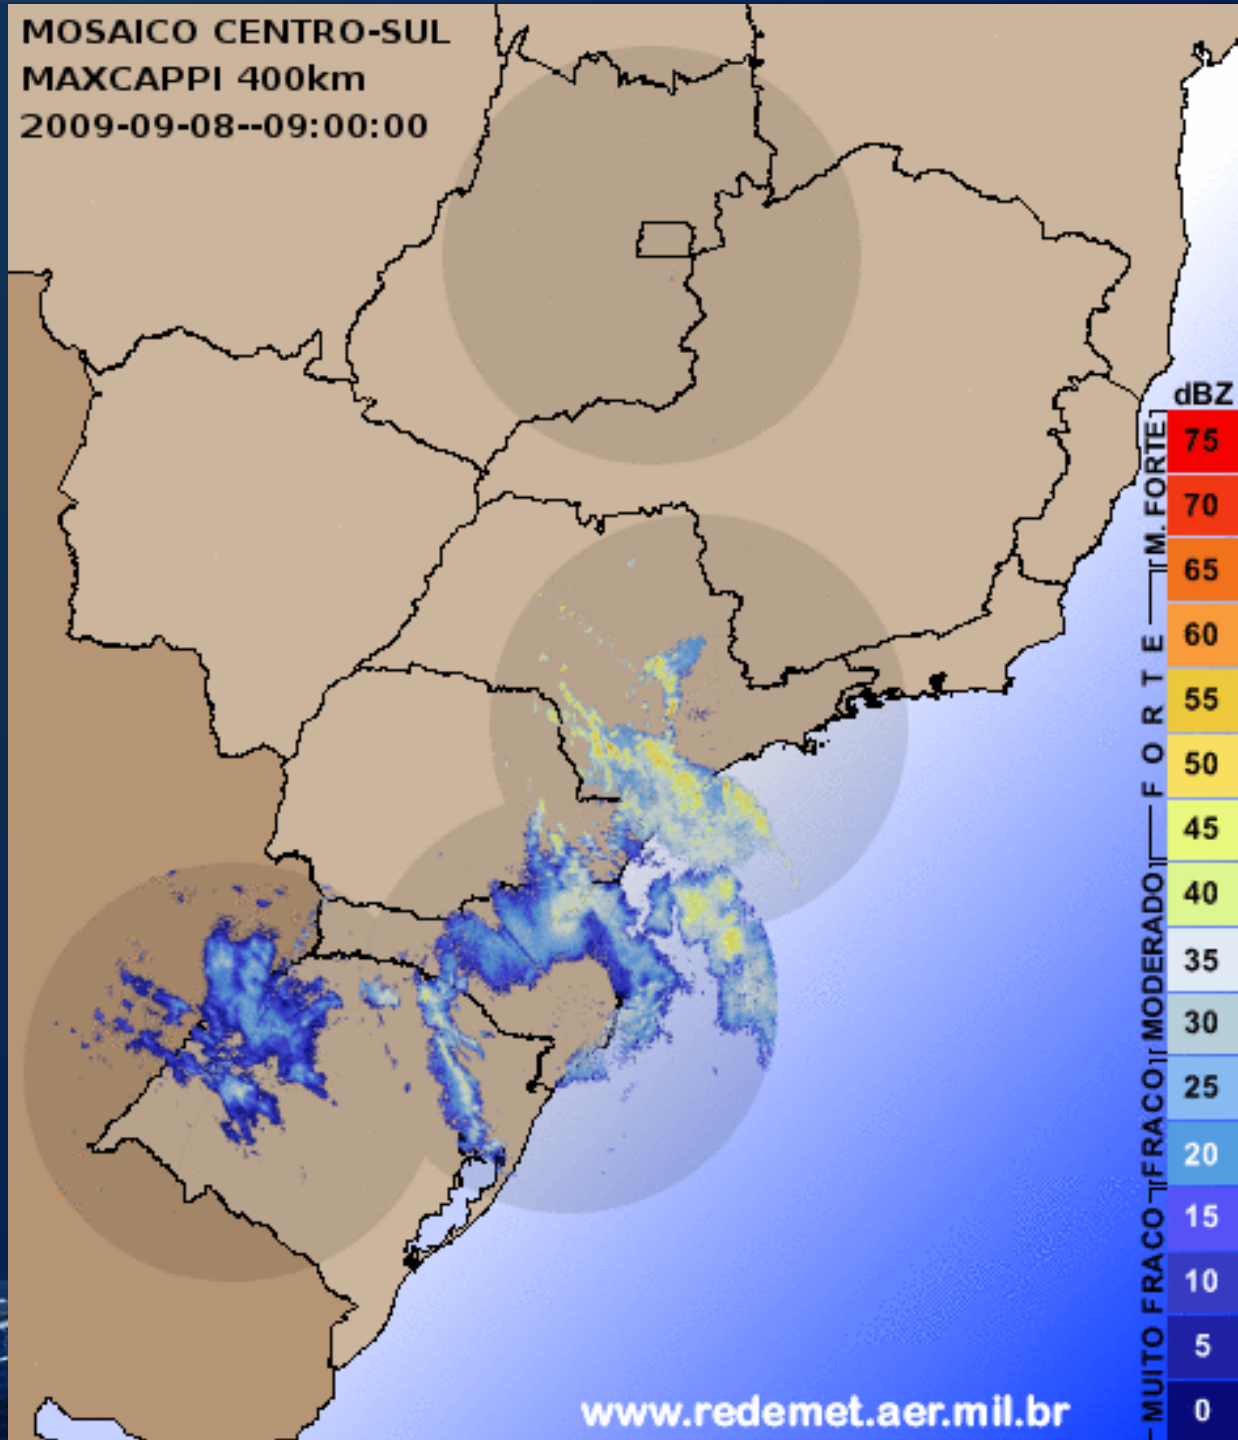 MOSAICO CENTRO-SUL
MAXCAPPI 400km
2009-09-08--09:00:00
dBZ
75
70
65
60
55
50
45
40
35
30
25
20
15
10
5
0
M. FORTE
FORTE
MODERADO
FRACO
MUITO FRACO
www.redemet.aer.mil.br